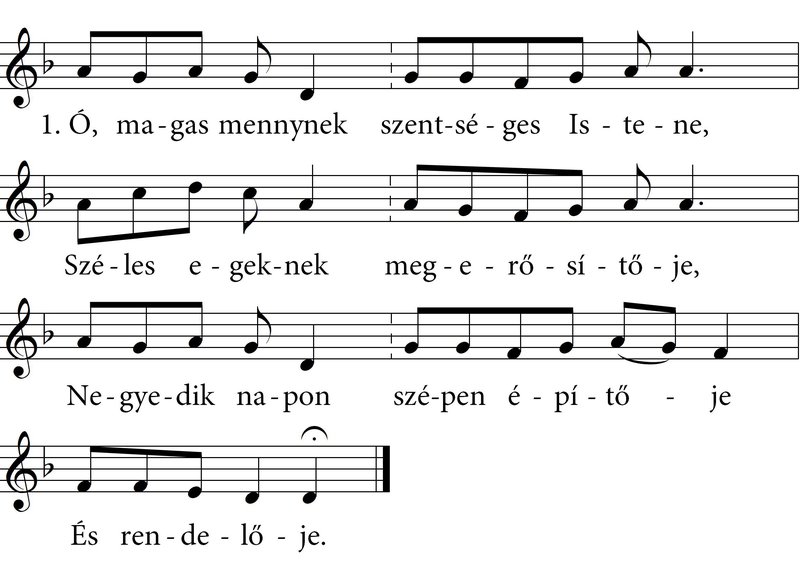 1. Ó, ma-gas mennynek szent-sé-ges Is-te-ne,
Szé-les e-gek-nek meg-e-rő-sí-tő-je,
Ne-gye-dik na-pon szé-pen é-pí-tő-je
És ren-de-lő-je.